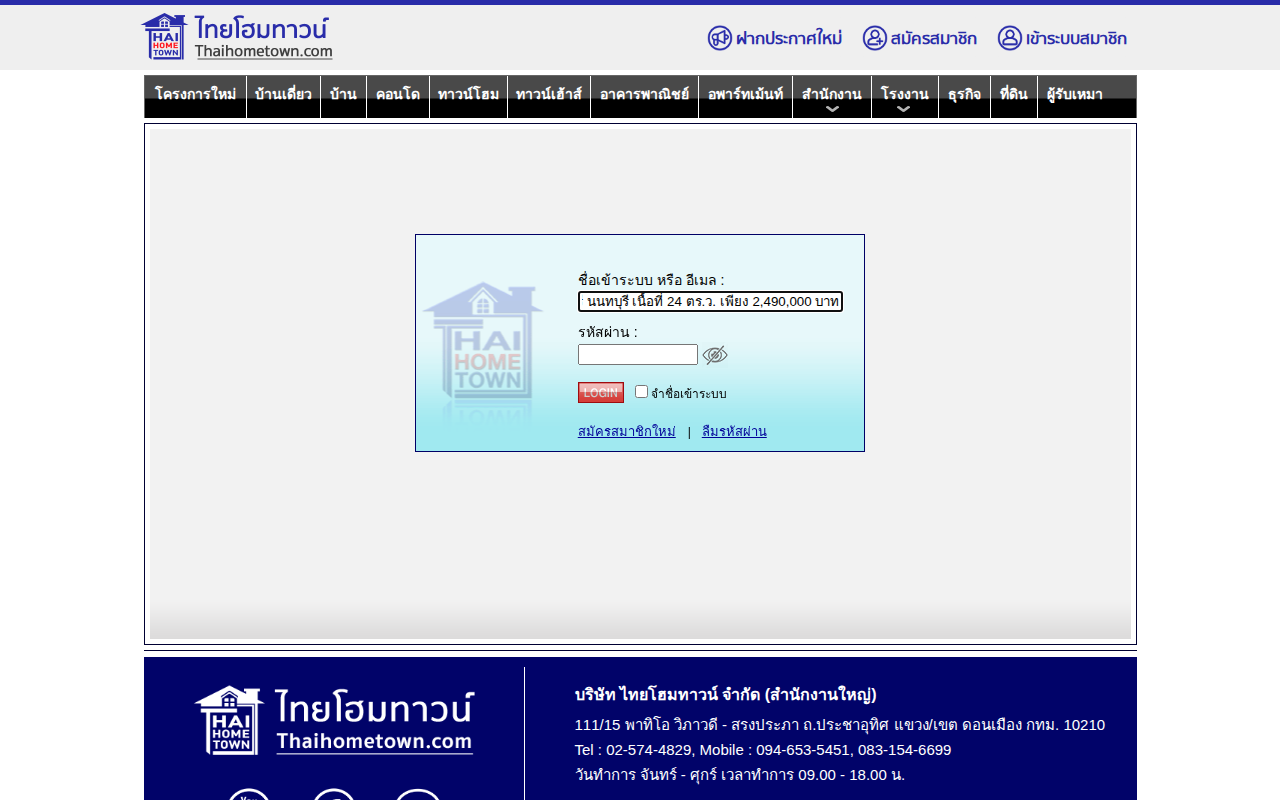 HAI HOME TOWN ไทยโฮมทาวน์ Thaihometown.com
ฝากประกาศใหม่ สมัครสมาชิก เข้าระบบสมาชิก
โครงการใหม่ บ้านเดี่ยว บ้าน คอนโด ทาวน์โฮม ทาวน์เฮ้าส์ อาคารพาณิชย์ อพาร์ทเม้นท์ สำนักงาน โรงงาน ธุรกิจ ที่ดิน ผู้รับเหมา
ชื่อเข้าระบบ หรือ อีเมล :
นนทบุรี เนื้อที่ 24 ตร.ว. เพียง 2,490,000 บาท
HAI HOME TOWN
รหัสผ่าน :
LOGIN จำชื่อเข้าระบบ
สมัครสมาชิกใหม่ | ลืมรหัสผ่าน
HAI HOME TOWN ไทยโฮมทาวน์
Thaihometown.com
บริษัท ไทยโฮมทาวน์ จำกัด (สำนักงานใหญ่)
111/15 พาทิโอ วิภาวดี - สรงประภา ถ.ประชาอุทิศ แขวง/เขต ดอนเมือง กทม. 10210
Tel : 02-574-4829, Mobile : 094-653-5451, 083-154-6699
วันทำการ จันทร์ - ศุกร์ เวลาทำการ 09.00 - 18.00 น.